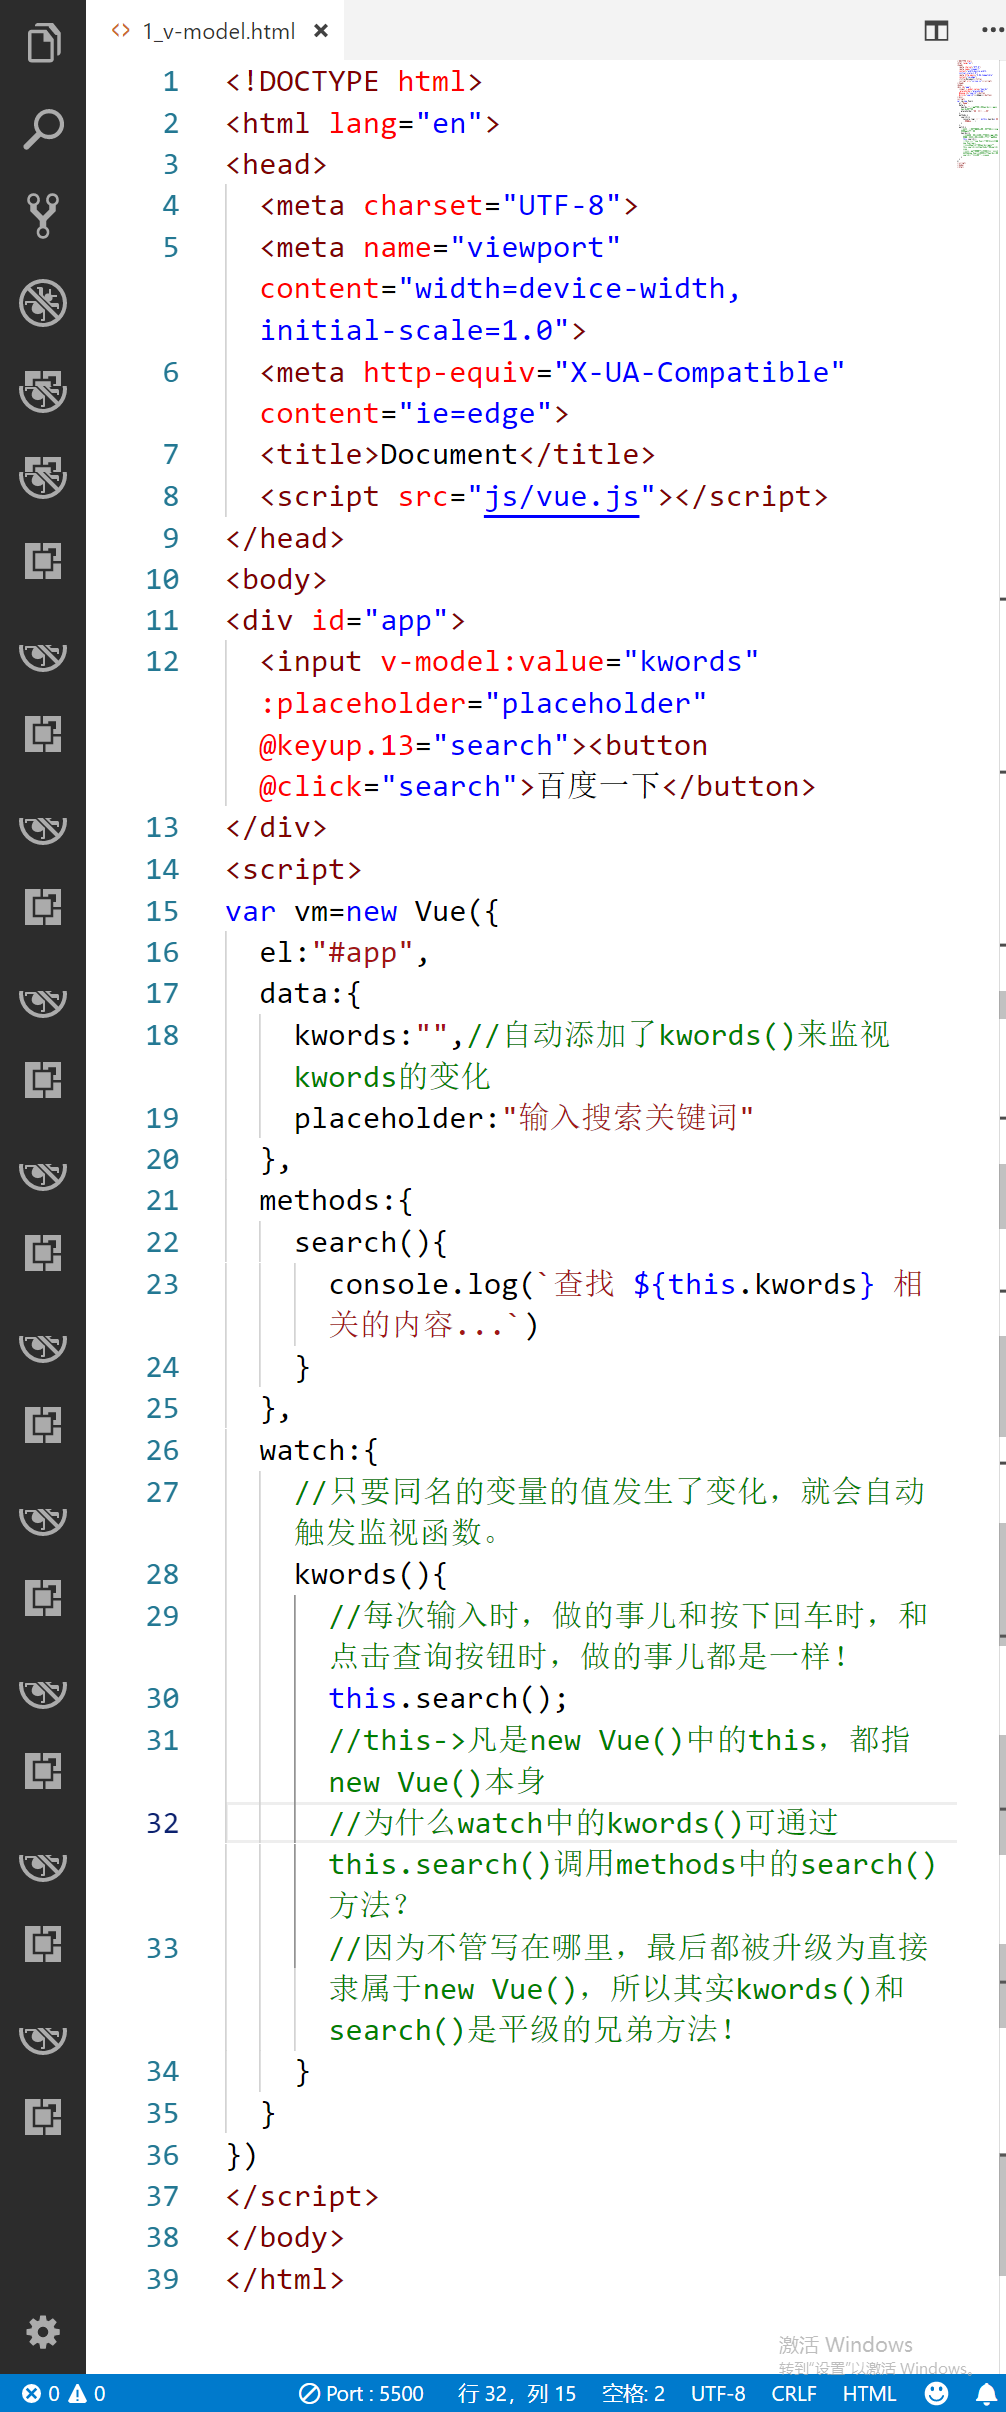 1_v-model.html
1 <!DOCTYPE html>
2 <html lang="en">
3 <head>
4 <meta charset="UTF-8">
5 <meta name="viewport"
content="width=device-width,
initial-scale=1.0">
6 <meta http-equiv="X-UA-Compatible"
content="ie=edge">
7 <title>Document</title>
8 <script src="js/vue.js"></script>
9 </head>
10 <body>
11 <div id="app">
12 <input v-model:value="kwords"
:placeholder="placeholder"
@keyup.13="search"><button
@click="search">百度一下</button>
13 </div>
14 <script>
15 var vm=new Vue({
16 el:"#app",
17 data:{
18 kwords:"",//自动添加了kwords()来监视
kwords的变化
19 placeholder:"输入搜索关键词"
20 },
21 methods:{
22 search(){
23 console.log(`查找 ${this.kwords} 相
关的内容...`)
24 }
25 },
26 watch:{
27 //只要同名的变量的值发生了变化，就会自动
触发监视函数。
28 kwords(){
29 //每次输入时，做的事儿和按下回车时，和
点击查询按钮时，做的事儿都是一样！
30 this.search();
31 //this->凡是new Vue()中的this，都指
new Vue()本身
32 //为什么watch中的kwords()可通过
this.search()调用methods中的search()
方法？
33 //因为不管写在哪里，最后都被升级为直接
隶属于new Vue()，所以其实kwords()和
search()是平级的兄弟方法！
34 }
35 }
36 })
37 </script>
38 </body>
39 </html>
激活 Windows
转到"设置"以激活 Windows。
0 0 Port : 5500 行 32，列 15 空格: 2 UTF-8 CRLF HTML